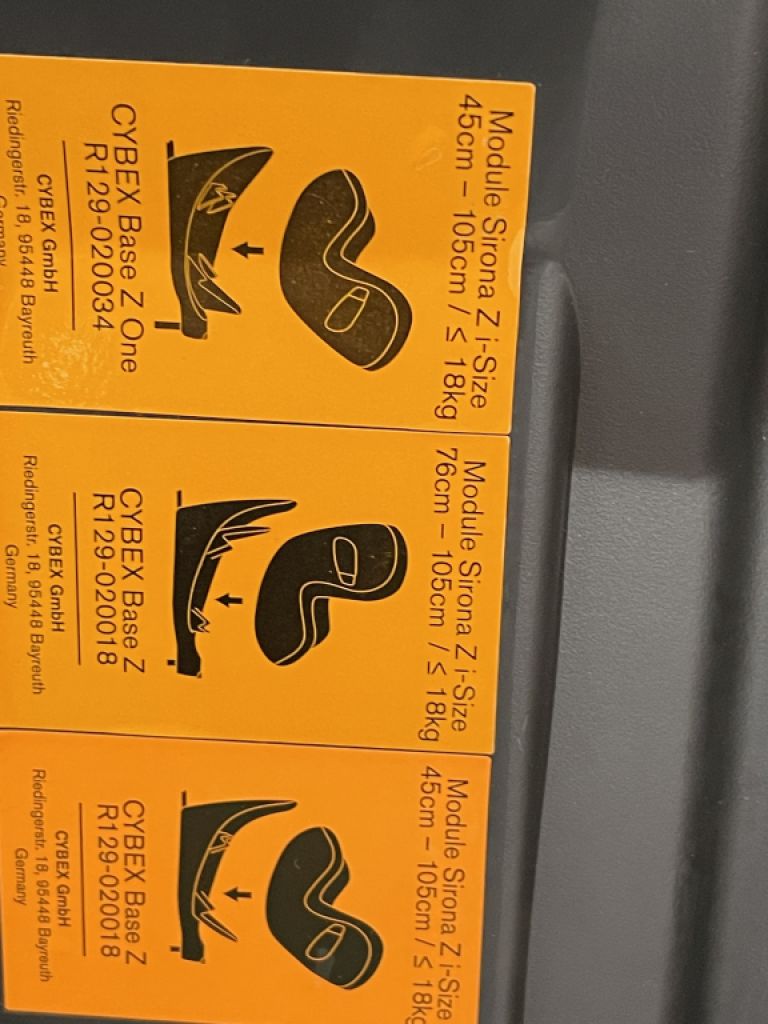 Module Sirona Z i-Size
45cm – 105cm / ≤ 18kg
CYBEX Base Z One
R129-020034
CYBEX GmbH
Riedingerstr. 18, 95448 Bayreuth
Germany
Module Sirona Z i-Size
76cm – 105cm / ≤ 18kg
CYBEX Base Z
R129-020018
CYBEX GmbH
Riedingerstr. 18, 95448 Bayreuth
Germany
Module Sirona Z i-Size
45cm – 105cm / ≤ 18kg
CYBEX Base Z
R129-020018
CYBEX GmbH
Riedingerstr. 18, 95448 Bayreuth
Germany